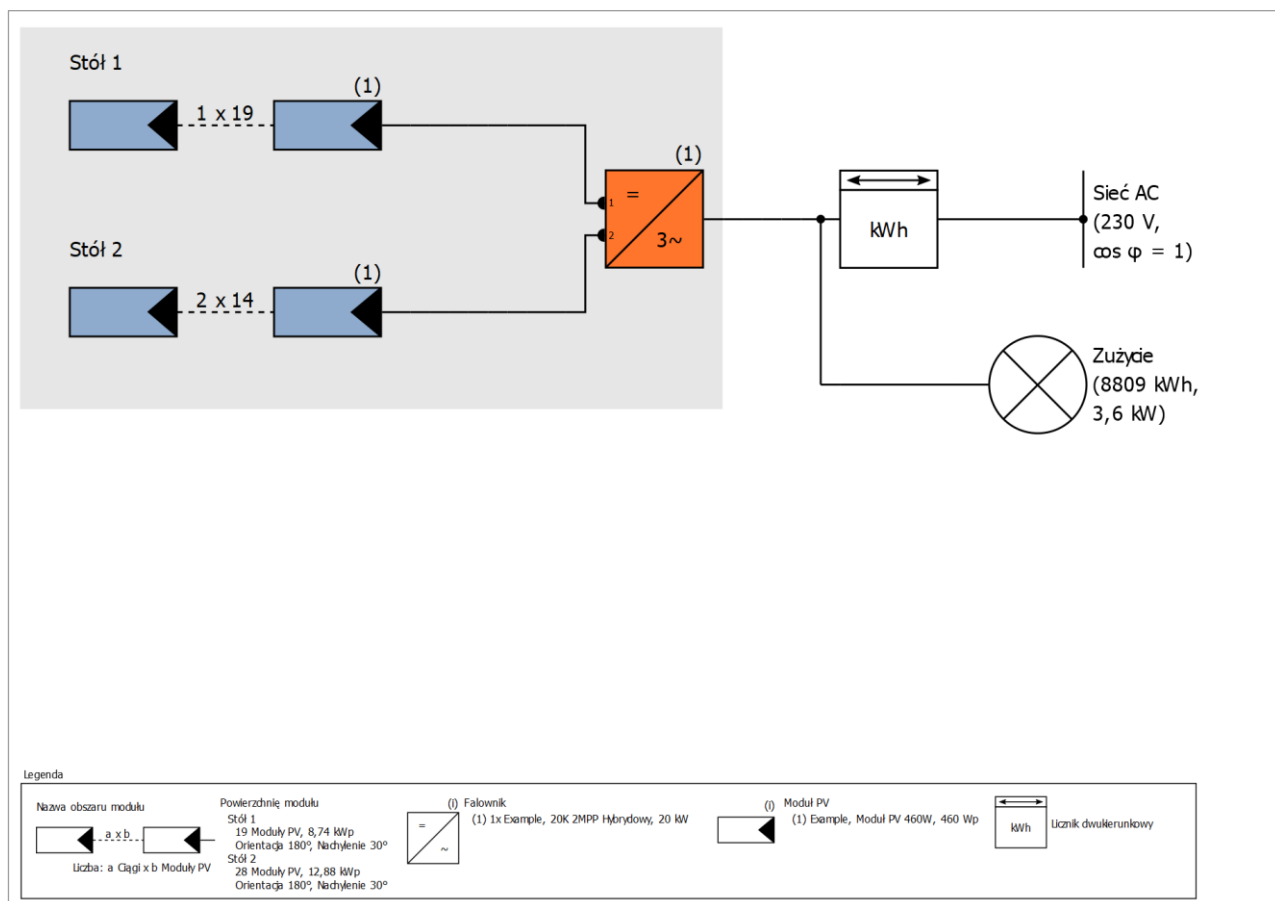 Stół 1
(1)
1 x 19
(1)
1
=
2
3~
kWh
Sieć AC
(230 V,
cos φ = 1)
Stół 2
(1)
2 x 14
Zużycie
(8809 kWh,
3,6 kW)
Legenda
Nazwa obszaru modułu
a x b
Liczba: a Ciągi x b Moduły PV
Powierzchnię modułu
Stół 1
19 Moduły PV, 8,74 kWp
Orientacja 180°, Nachylenie 30°
Stół 2
28 Moduły PV, 12,88 kWp
Orientacja 180°, Nachylenie 30°
=
~
(i) Falownik
(1) 1x Example, 20K 2MPP Hybrydowy, 20 kW
(i) Moduł PV
(1) Example, Moduł PV 460W, 460 Wp
kWh
Licznik dwukierunkowy